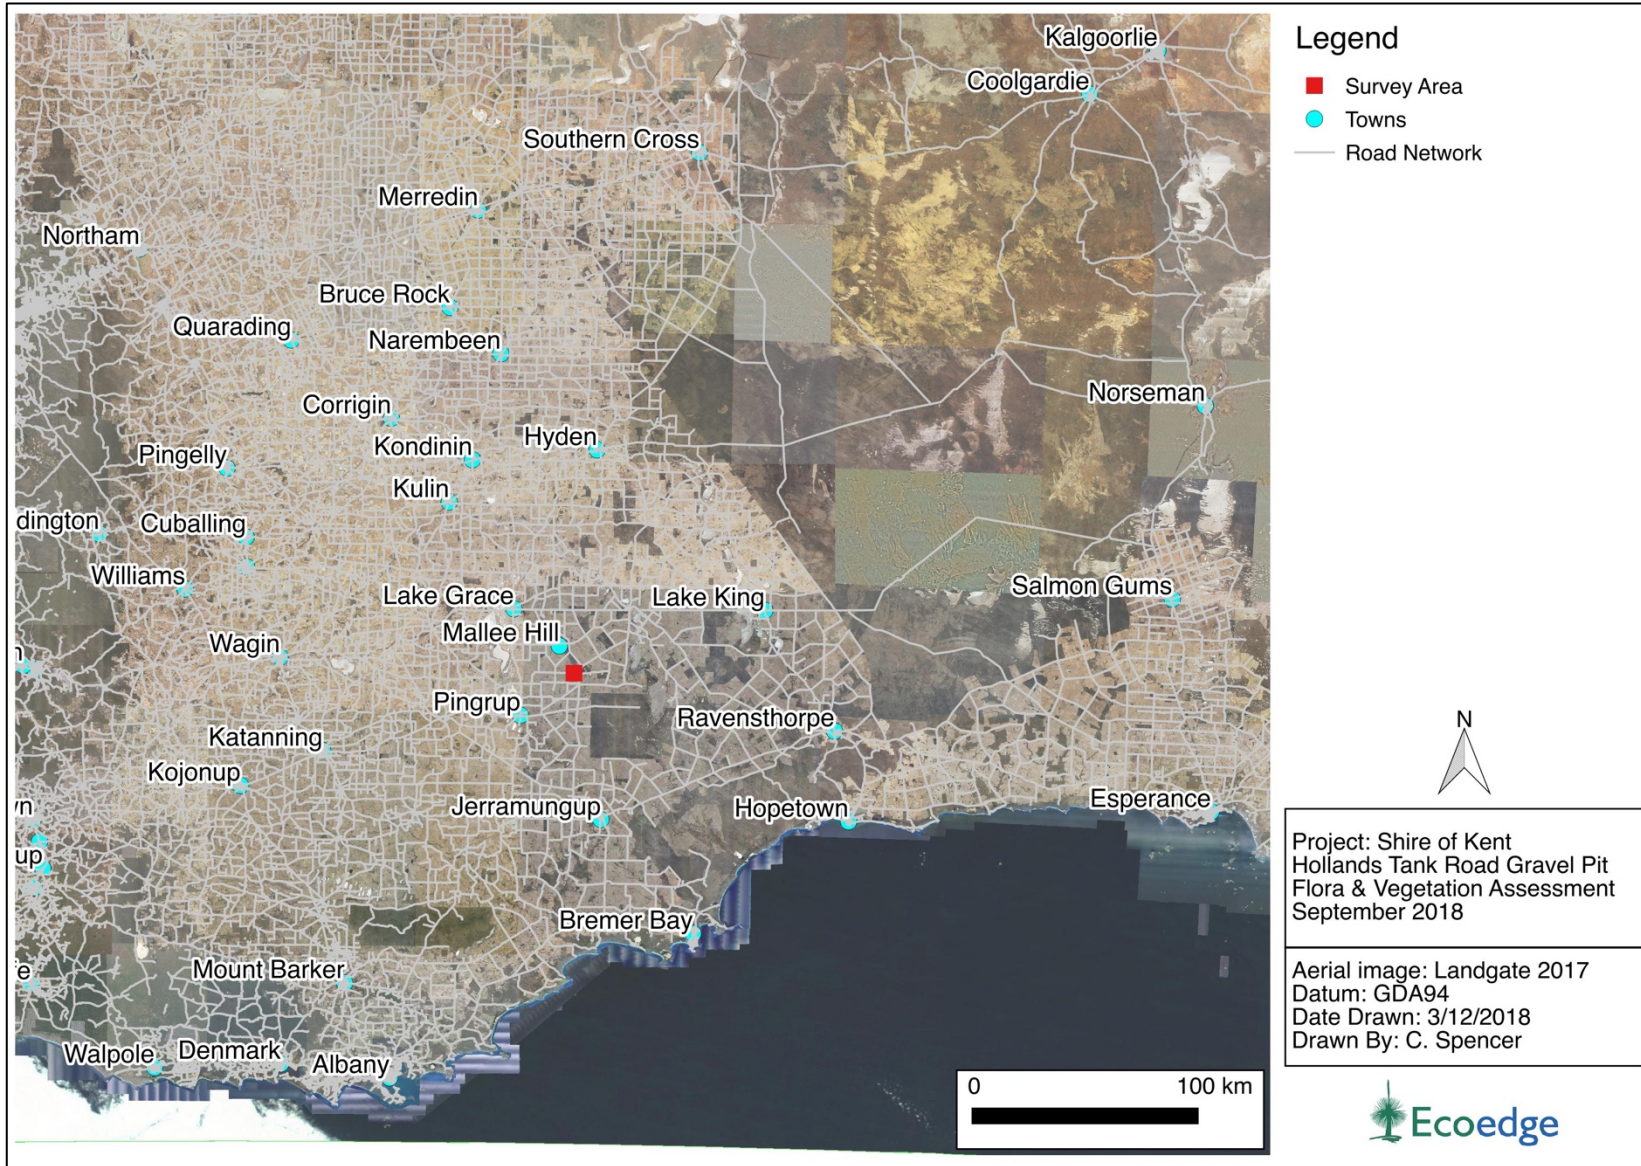 Kalgoorlie
Coolgardie
Southern Cross
Merredin
Northam
Bruce Rock
Quarading
Narembeen
Norseman
Corrigin
Hyden
Kondinin
Pingelly
Kulin
dington
Cuballing
Williams
Salmon Gums
Lake Grace
Lake King
Mallee Hill
Wagin
Pingrup
Ravensthorpe
Katanning
Kojonup
Jerramungup
Hopetown
Esperance
up
Bremer Bay
Mount Barker
Walpole
Denmark
Albany
0 100 km
Legend
Survey Area
Towns
Road Network
N
Project: Shire of Kent
Hollands Tank Road Gravel Pit
Flora & Vegetation Assessment
September 2018
Aerial image: Landgate 2017
Datum: GDA94
Date Drawn: 3/12/2018
Drawn By: C. Spencer
Ecoedge